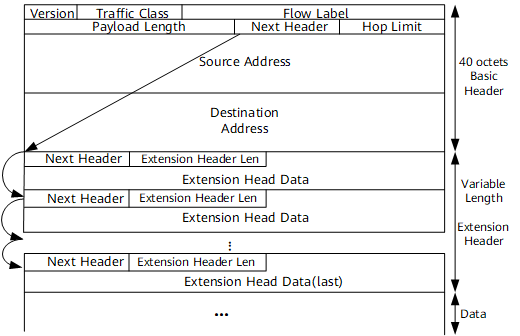 Version Traffic Class Flow Label
Payload Length Next Header Hop Limit
Source Address
40 octets
Basic
Header
Destination
Address
Next Header Extension Header Len
Extension Head Data
Variable
Length
Next Header Extension Header Len
Extension Head Data
Extension
Header
⋮
Next Header Extension Header Len
Extension Head Data(last)
... Data